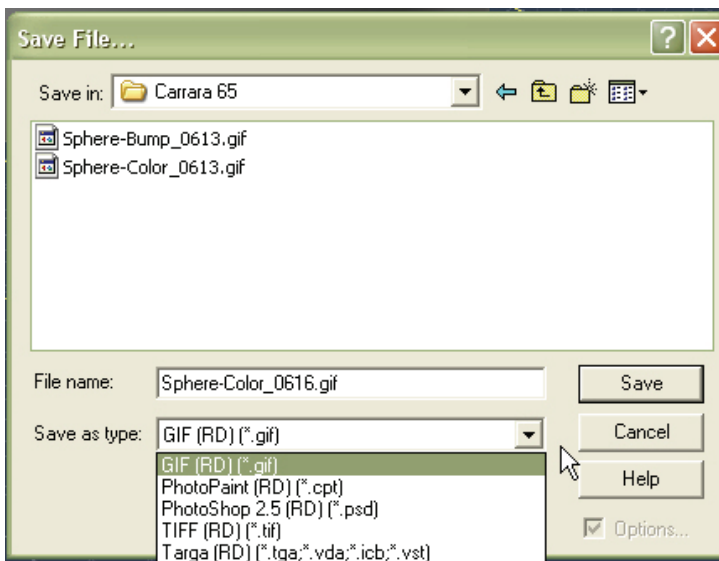 Save File...
?
Save in: Carrara 65
Sphere-Bump_0613.gif
Sphere-Color_0613.gif
File name: Sphere-Color_0616.gif Save
Save as type: GIF (RD) (*.gif) Cancel
GIF (RD) (*.gif)
PhotoPaint (RD) (*.cpt) Help
PhotoShop 2.5 (RD) (*.psd)
TIFF (RD) (*.tif) Options...
Targa (RD) (*.tga;*.vda;*.icb;*.vst)